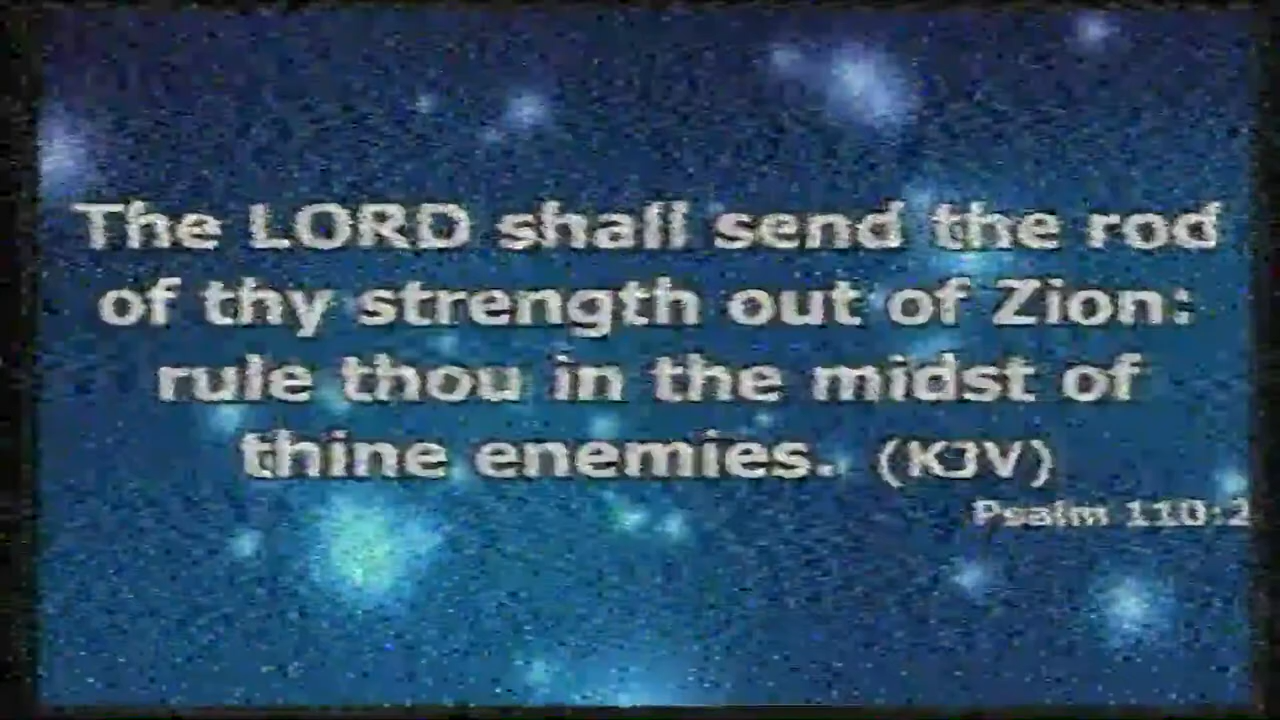 The LORD shall send the rod
of thy strength out of Zion:
rule thou in the midst of
thine enemies. (KJV)
Psalm 110:2